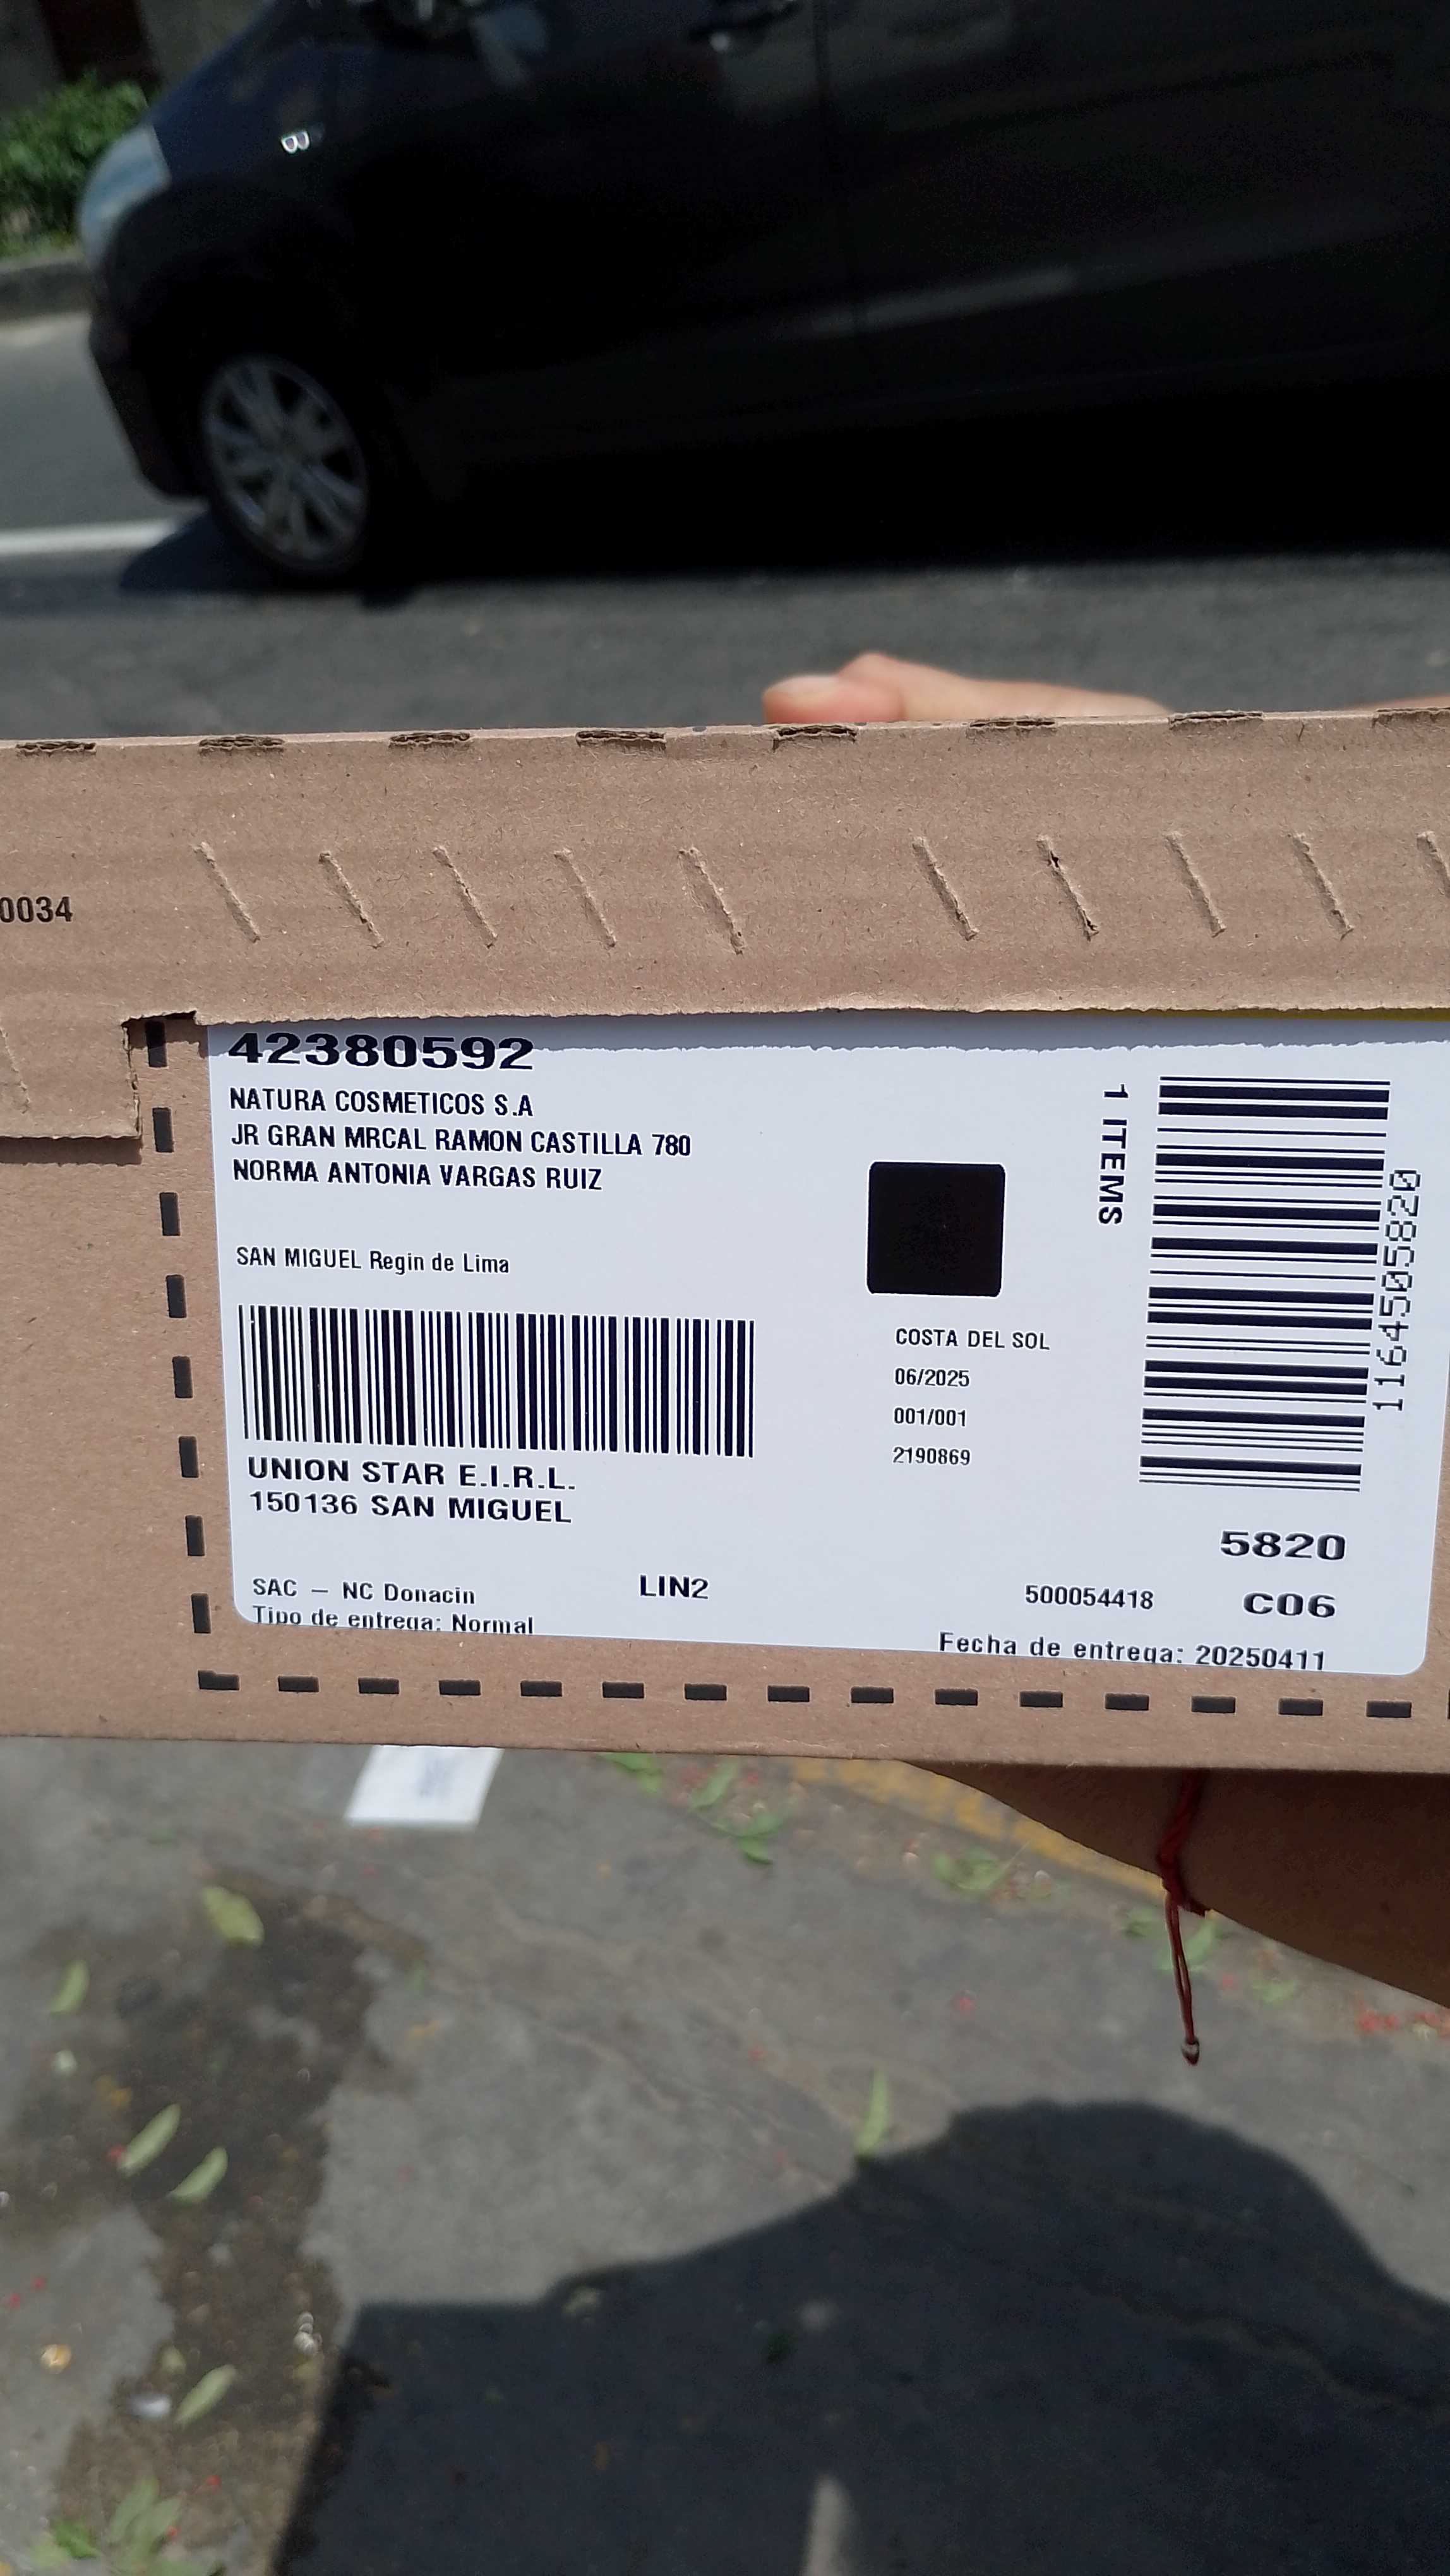 0034
42380592
NATURA COSMETICOS S.A
JR GRAN MRCAL RAMON CASTILLA 780
NORMA ANTONIA VARGAS RUIZ
SAN MIGUEL Regin de Lima
UNION STAR E.I.R.L.
150136 SAN MIGUEL
SAC – NC Donacin
Tipo de entrega: Normal
LIN2
COSTA DEL SOL
06/2025
001/001
2190869
1 ITEMS
1164505820
5820
500054418
C06
Fecha de entrega: 20250411